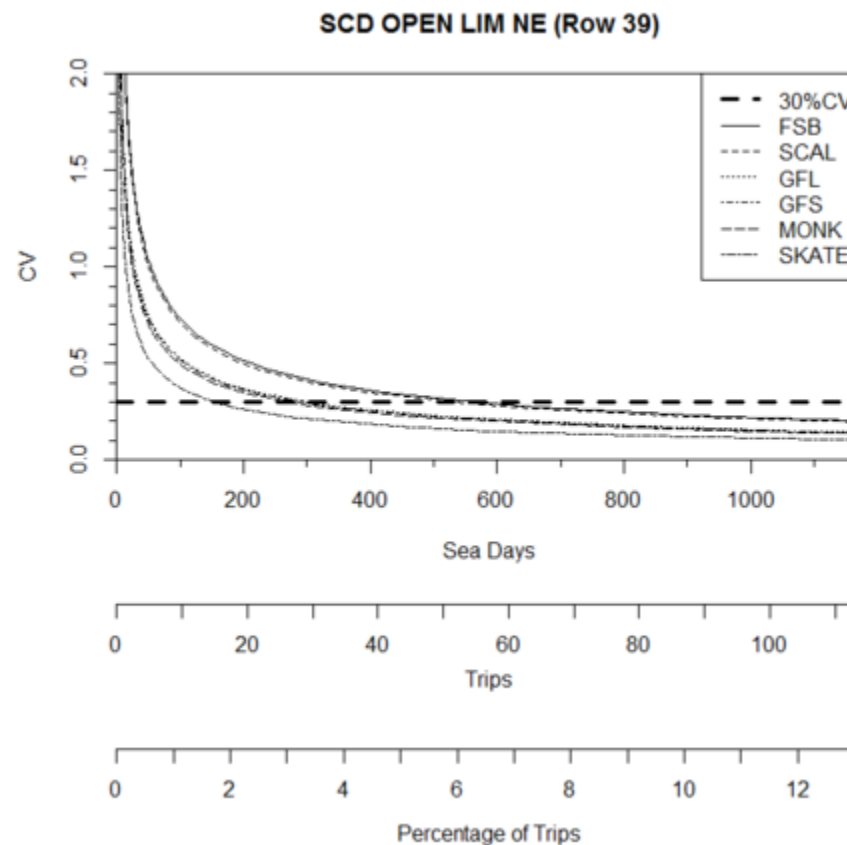 SCD OPEN LIM NE (Row 39)
2.0
1.5
1.0
0.5
0.0
CV
30%CV
FSB
SCAL
GFL
GFS
MONK
SKATE
0 200 400 600 800 1000
Sea Days
0 20 40 60 80 100
Trips
0 2 4 6 8 10 12
Percentage of Trips